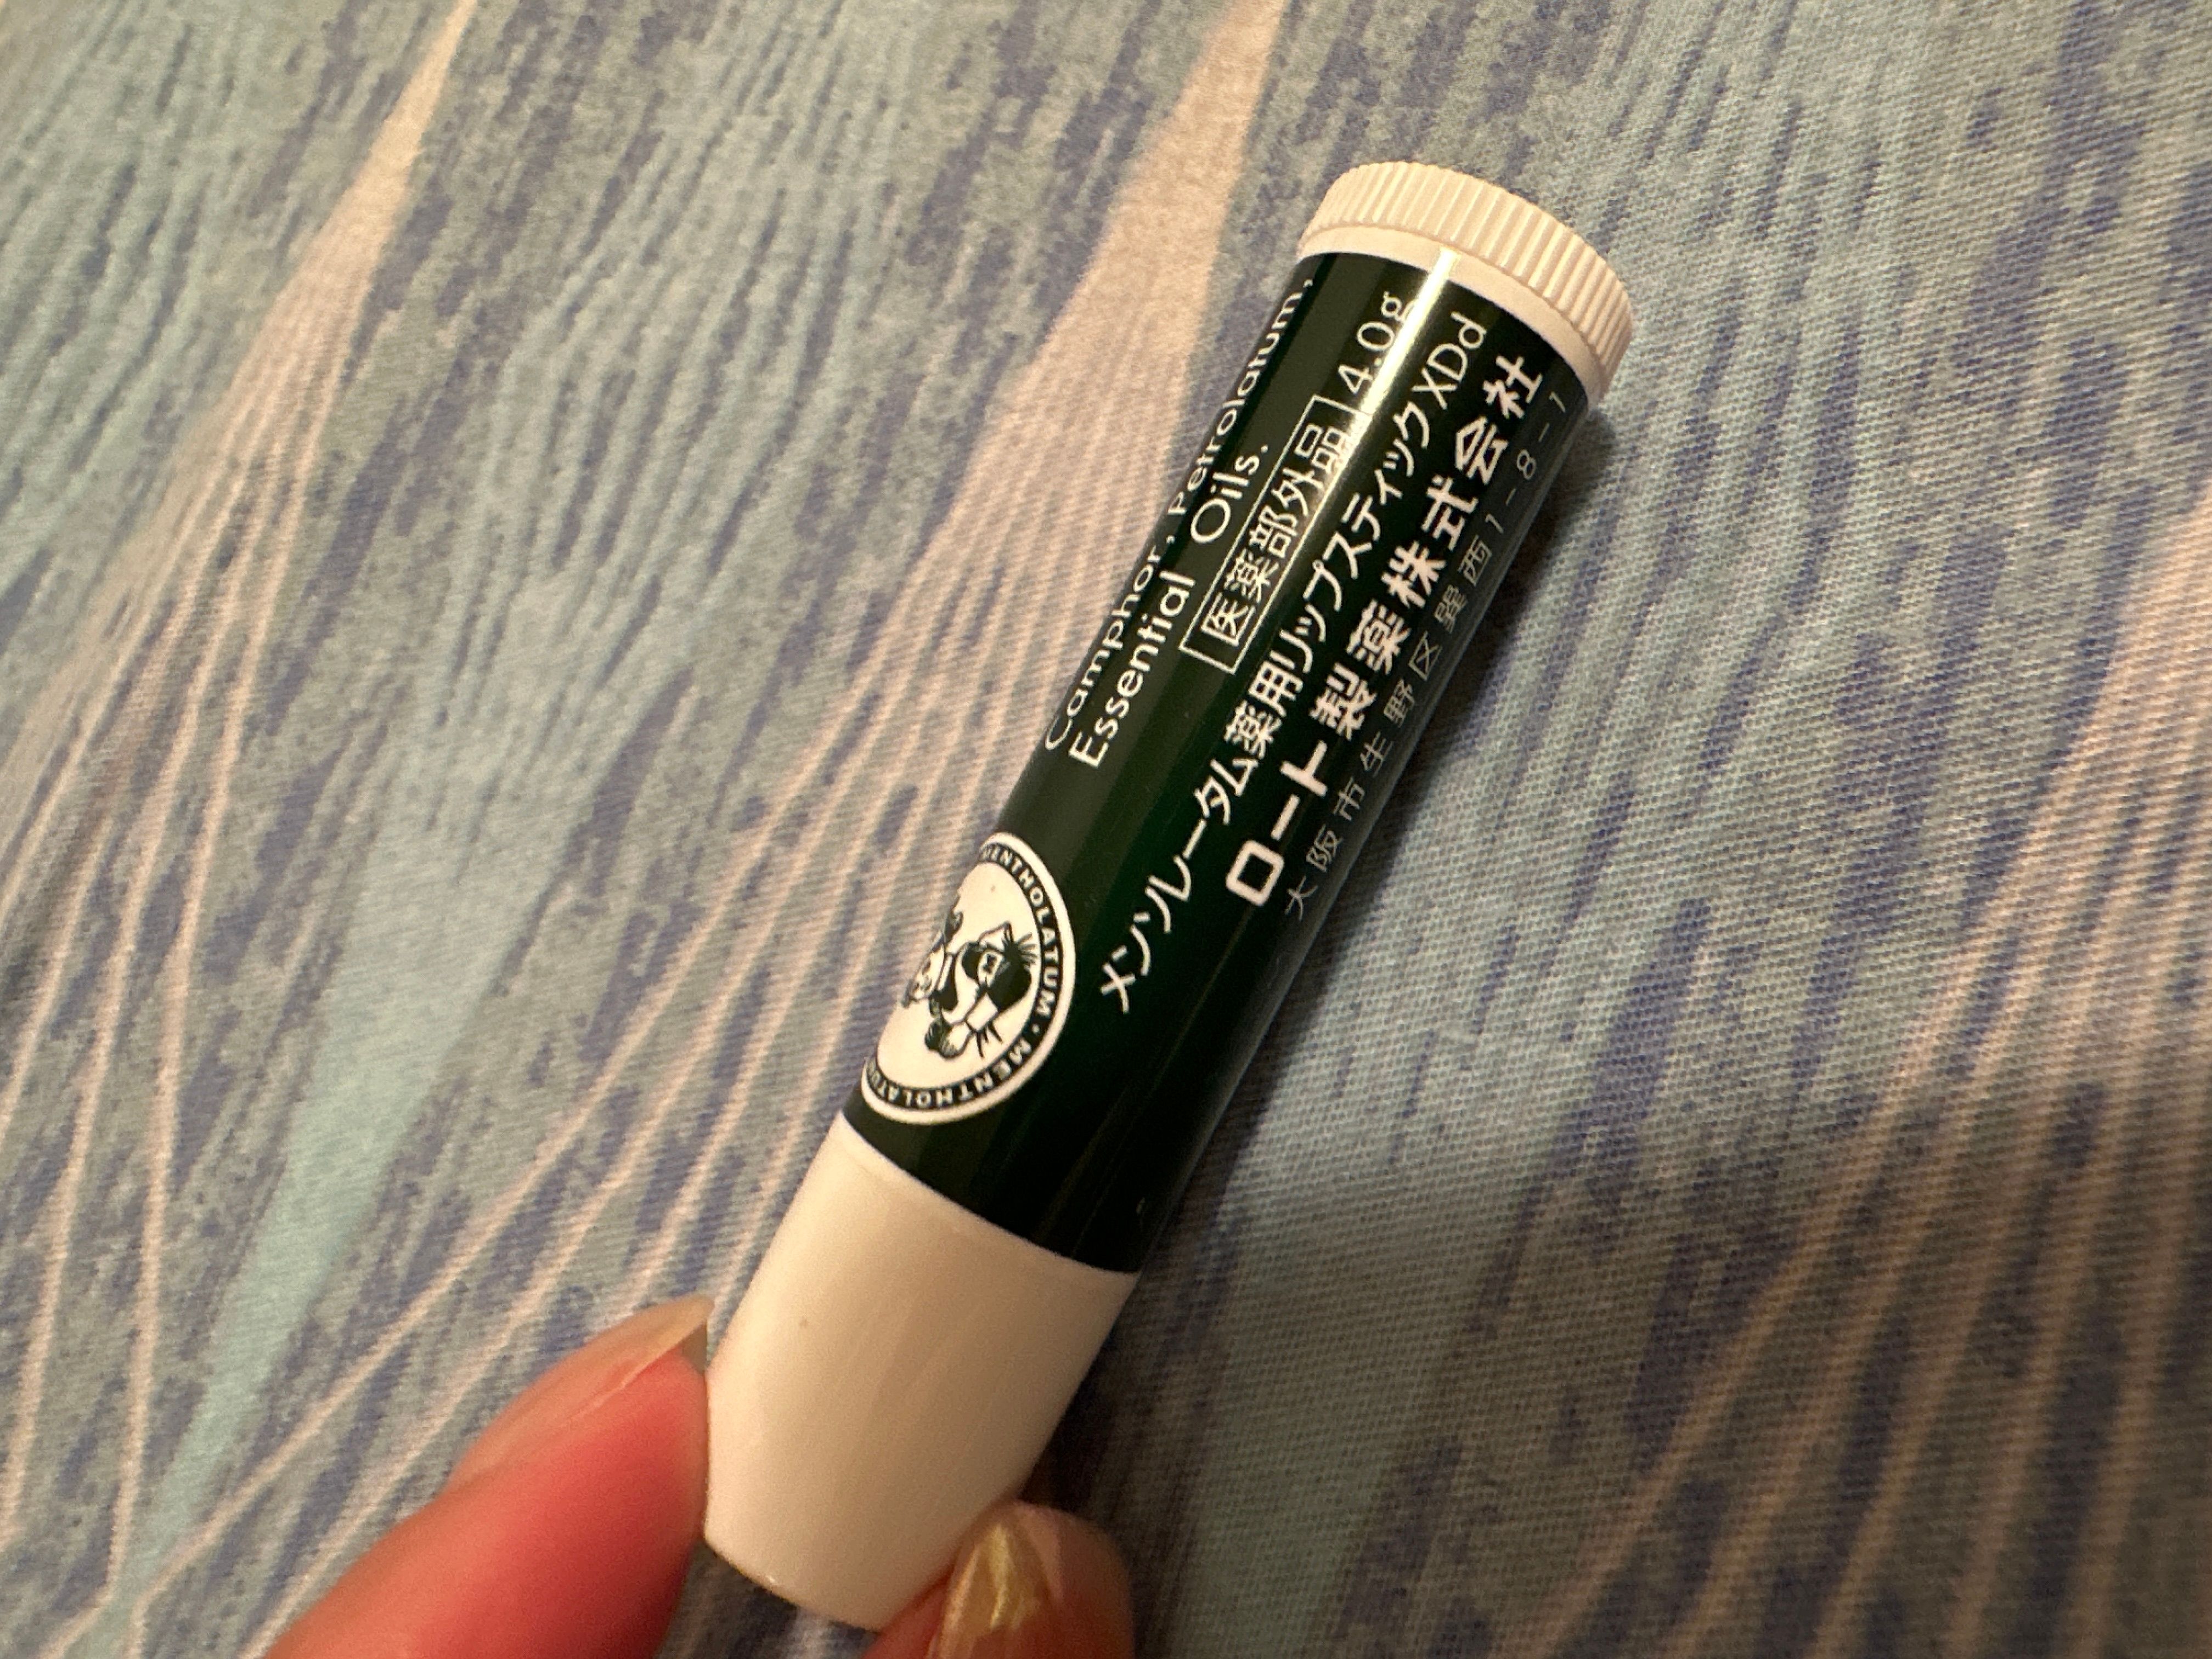 Camphor, Petrolatum,
Essential Oils.
医薬部外品 4.0g
メンソレータム薬用リップスティックXDd
ロート製薬株式会社
大阪市生野区巽西1-8-1
MENTHOLATUM・MENTHOLATU